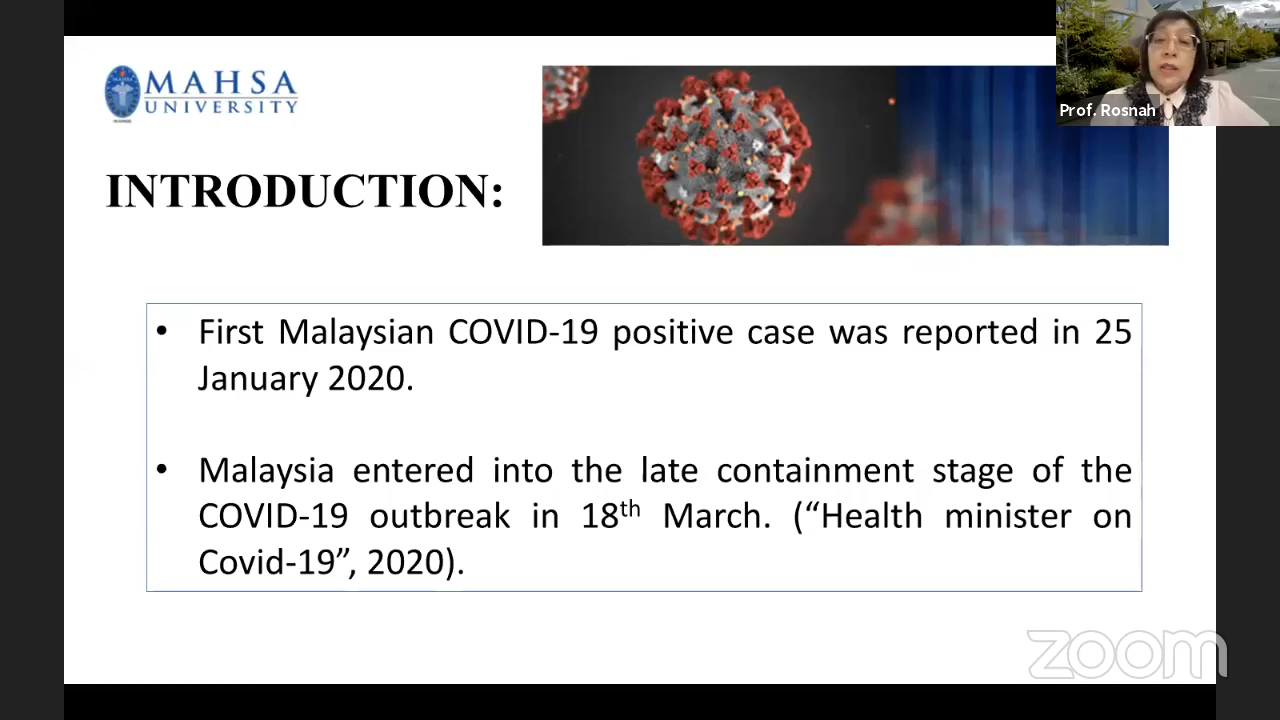 MAHSA
UNIVERSITY
Prof. Rosnah
INTRODUCTION:
• First Malaysian COVID-19 positive case was reported in 25
January 2020.
• Malaysia entered into the late containment stage of the
COVID-19 outbreak in 18th March. (“Health minister on
Covid-19”, 2020).
zoom